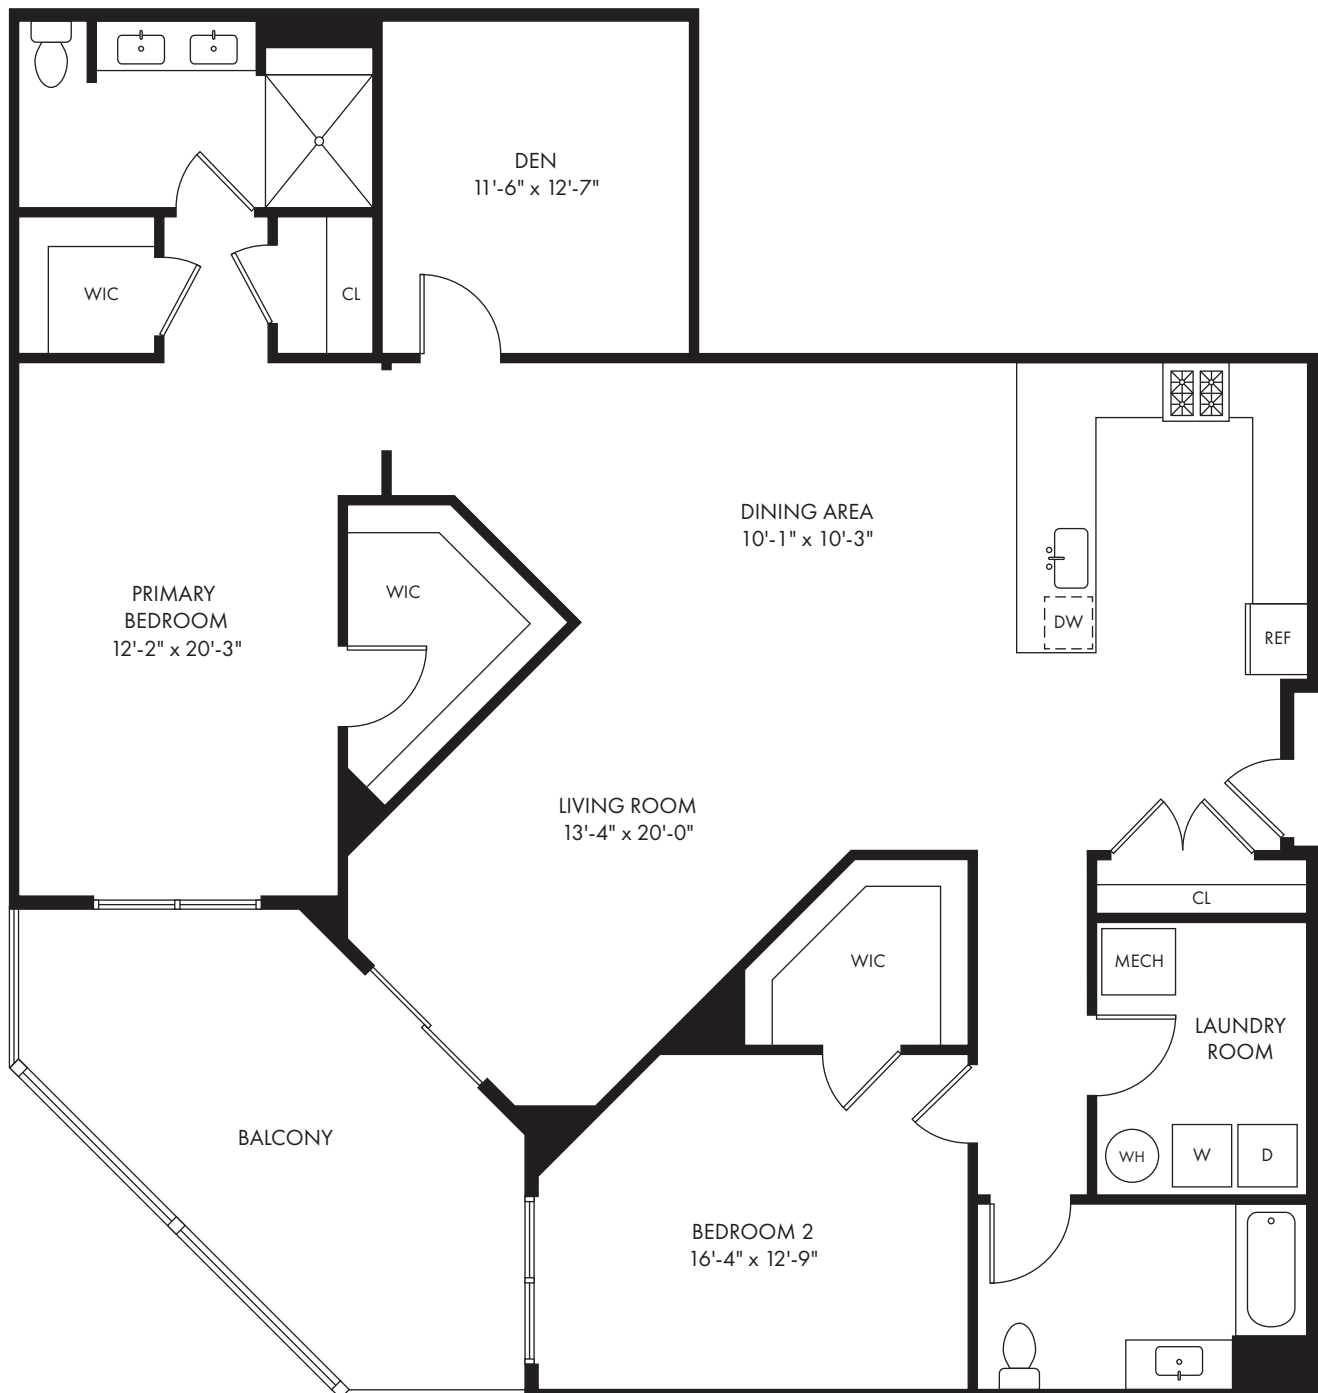 DEN
11'-6" x 12'-7"
WIC
CL
DINING AREA
10'-1" x 10'-3"
PRIMARY
BEDROOM
12'-2" x 20'-3"
WIC
DW
REF
LIVING ROOM
13'-4" x 20'-0"
CL
WIC
MECH
LAUNDRY
ROOM
BALCONY
WH
W
D
BEDROOM 2
16'-4" x 12'-9"